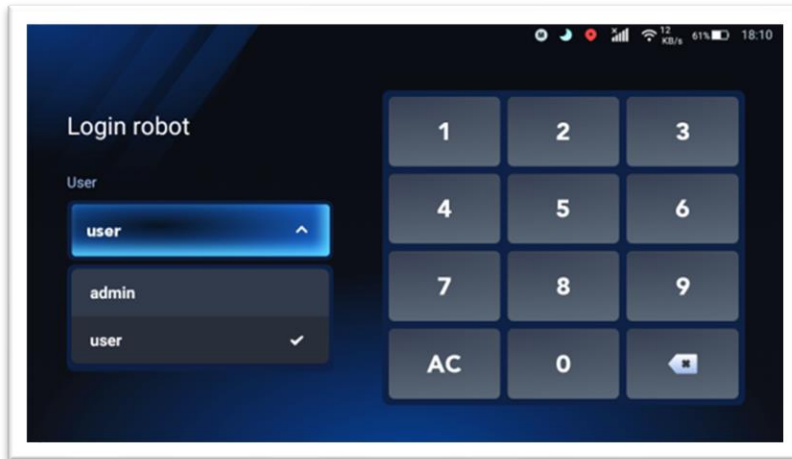 12
KB/s 61% 18:10
Login robot
User
user
admin
user
1 2 3
4 5 6
7 8 9
AC 0